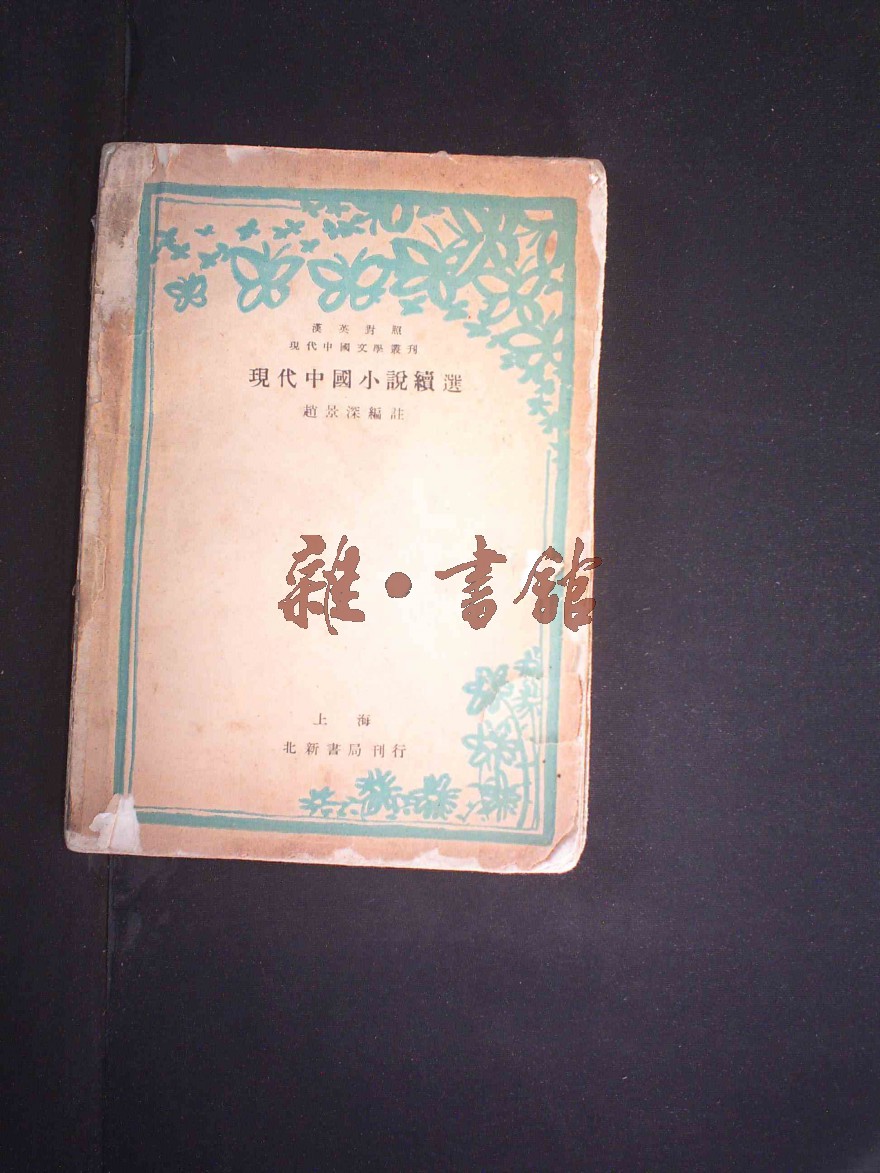 漢英對照
現代中國文學叢刊
現代中國小說續選
趙景深編註
雜·書館
上海
北新書局刊行